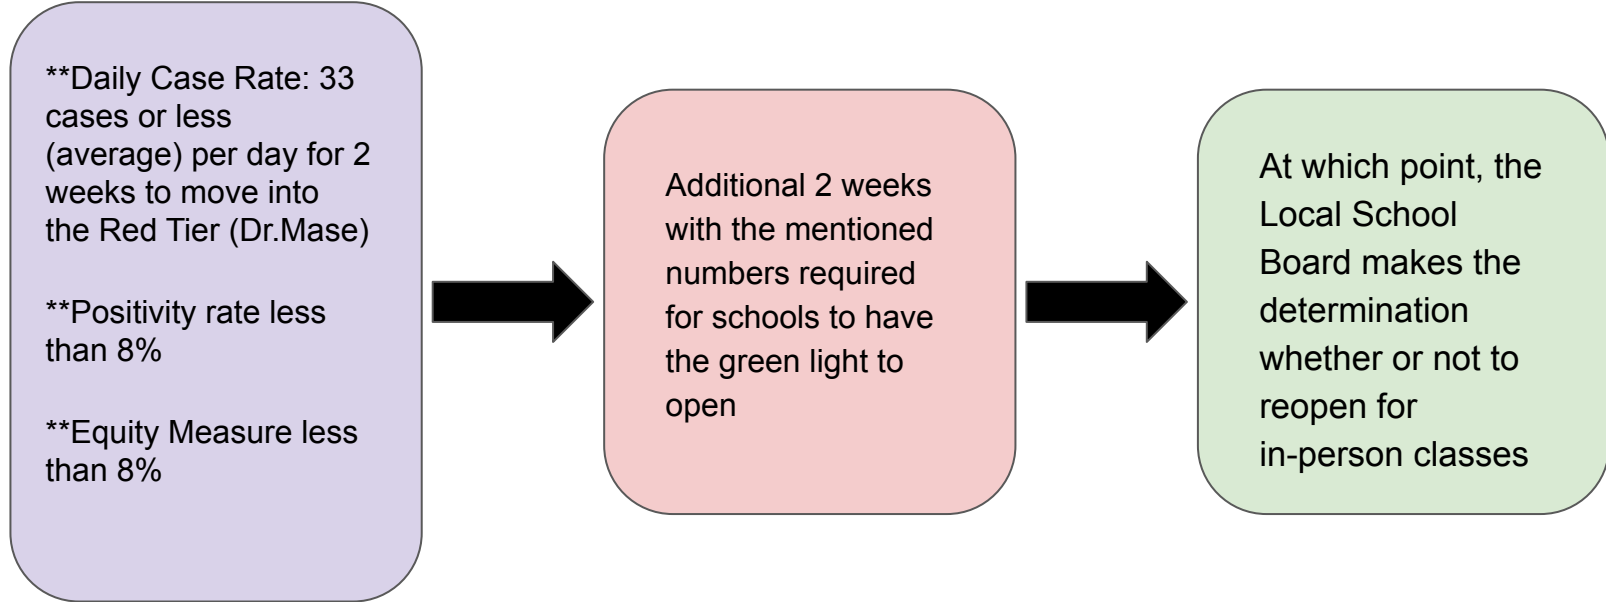 **Daily Case Rate: 33
cases or less
(average) per day for 2
weeks to move into
the Red Tier (Dr.Mase)
**Positivity rate less
than 8%
**Equity Measure less
than 8%
Additional 2 weeks
with the mentioned
numbers required
for schools to have
the green light to
open
At which point, the
Local School
Board makes the
determination
whether or not to
reopen for
in-person classes